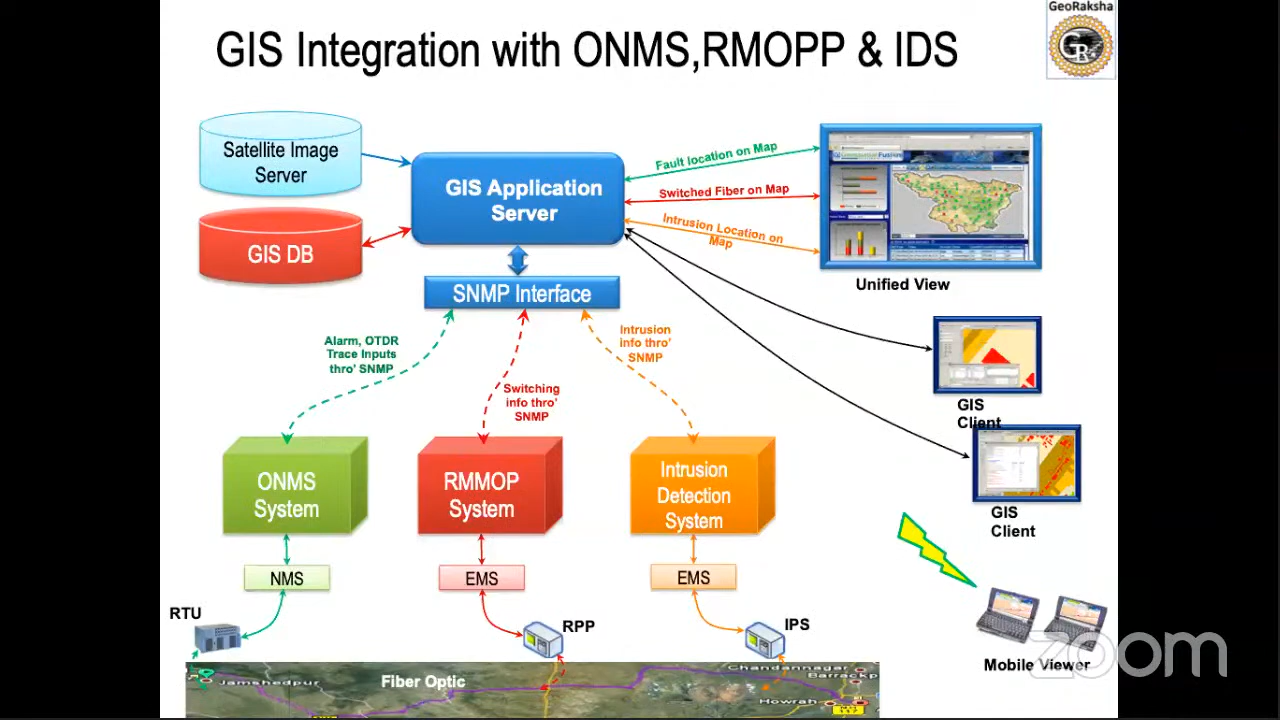 GeoRaksha
GIS Integration with ONMS,RMOPP & IDS
Satellite Image
Server
GIS DB
GIS Application
Server
SNMP Interface
Fault location on Map
Switched Fiber on Map
Intrusion Location on
Map
Unified View
Alarm, OTDR
Trace Inputs
thro' SNMP
Switching
info thro'
SNMP
Intrusion
info thro'
SNMP
GIS
Client
GIS
Client
ONMS
System
RMMOP
System
Intrusion
Detection
System
NMS
EMS
EMS
RTU
RPP
IPS
Mobile Viewer
zoom
Jamshedpur
Fiber Optic
Chandannagar
Barrackp
Howrah